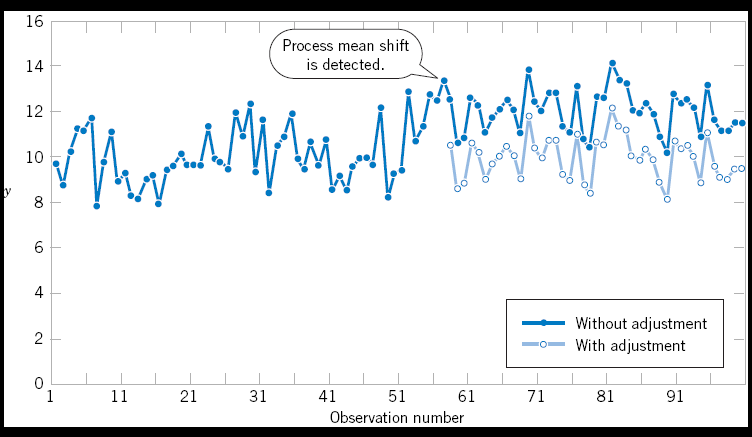 16
14
12
10
8
6
4
2
0
y
Process mean shift
is detected.
Without adjustment
With adjustment
1 11 21 31 41 51 61 71 81 91
Observation number